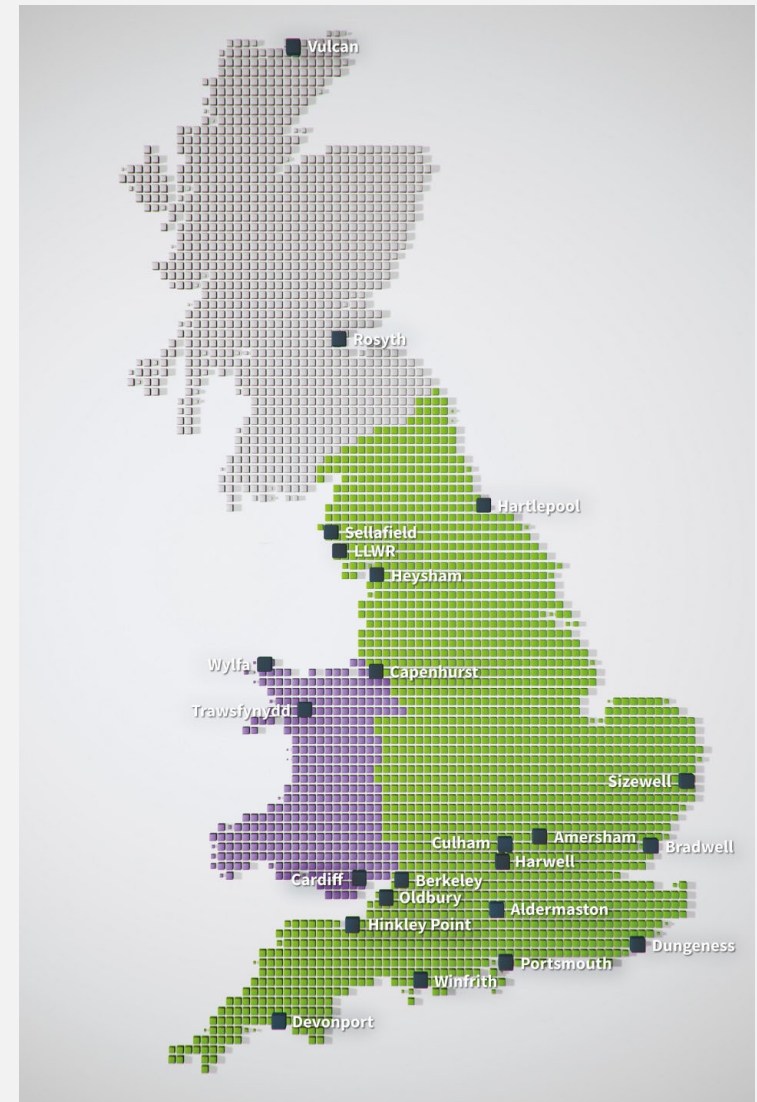 Vulcan
Rosyth
Hartlepool
Sellafield
LLWR
Heysham
Wylfa
Capenhurst
Trawsfynydd
Sizewell
Amersham
Culham
Bradwell
Harwell
Cardiff
Berkeley
Oldbury
Aldermaston
Hinkley Point
Dungeness
Portsmouth
Winfrith
Devonport